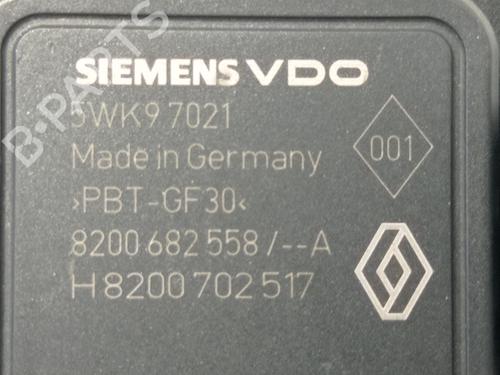 SIEMENS VDO
5WK9 7021
Made in Germany
001
›PBT-GF30‹
8200 682 558 /--A
H 8200 702 517
B-PARTS